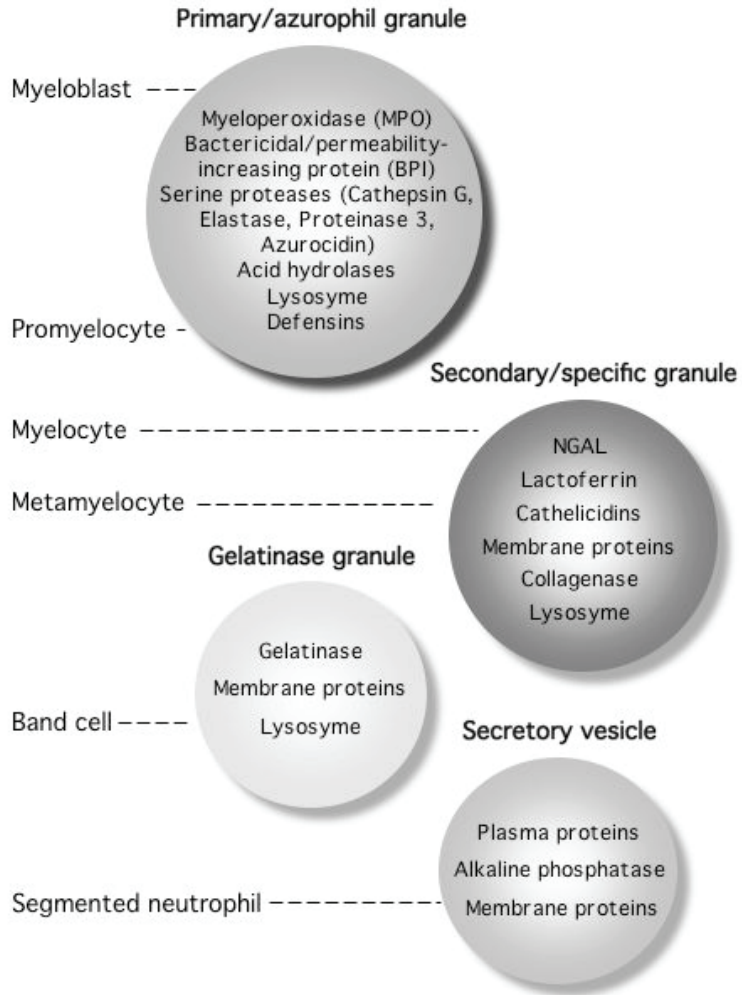 Primary/azurophil granule
Myeloblast
Myeloperoxidase (MPO)
Bactericidal/permeability-
increasing protein (BPI)
Serine proteases (Cathepsin G,
Elastase, Proteinase 3,
Azurocidin)
Acid hydrolases
Lysosyme
Defensins
Promyelocyte
Secondary/specific granule
Myelocyte
NGAL
Lactoferrin
Cathelicidins
Membrane proteins
Collagenase
Lysosyme
Metamyelocyte
Gelatinase granule
Gelatinase
Membrane proteins
Lysosyme
Band cell
Secretory vesicle
Plasma proteins
Alkaline phosphatase
Membrane proteins
Segmented neutrophil